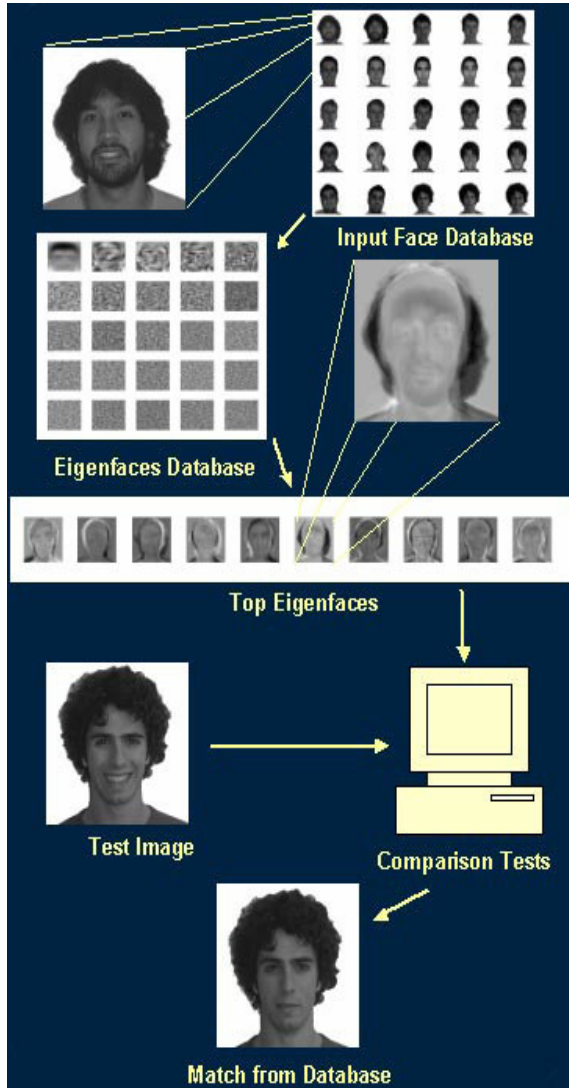 Input Face Database
Eigenfaces Database
Top Eigenfaces
Test Image
Comparison Tests
Match from Database